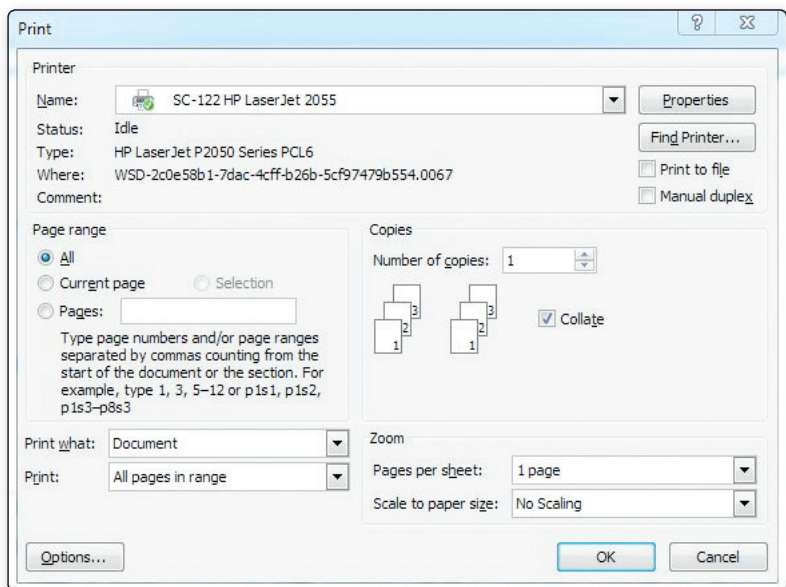 Print
Printer
Name: SC-122 HP LaserJet 2055
Properties
Status: Idle
Find Printer...
Type: HP LaserJet P2050 Series PCL6
Where: WSD-2c0e58b1-7dac-4cff-b26b-5cf97479b554.0067
Print to file
Comment:
Manual duplex
Page range
All
Current page Selection
Pages:
Type page numbers and/or page ranges
separated by commas counting from the
start of the document or the section. For
example, type 1, 3, 5–12 or p1s1, p1s2,
p1s3–p8s3
Copies
Number of copies: 1
3 3
2 2
1 1
Collate
Print what: Document
Print: All pages in range
Zoom
Pages per sheet: 1 page
Scale to paper size: No Scaling
Options...
OK
Cancel